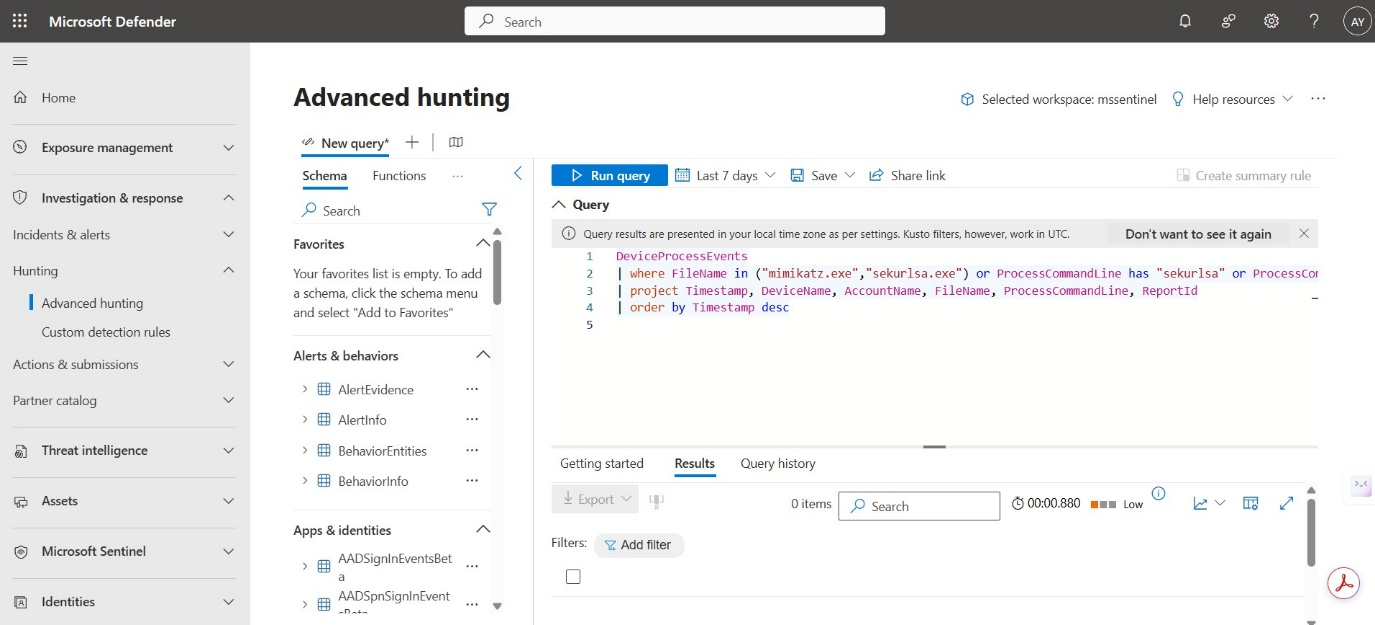 Microsoft Defender
Search
AY
Home
Exposure management
Investigation & response
Incidents & alerts
Hunting
Advanced hunting
Custom detection rules
Actions & submissions
Partner catalog
Threat intelligence
Assets
Microsoft Sentinel
Identities
Advanced hunting
Selected workspace: mssentinel
Help resources
New query*
Schema
Functions
Search
Favorites
Your favorites list is empty. To add
a schema, click the schema menu
and select "Add to Favorites"
Alerts & behaviors
AlertEvidence
AlertInfo
BehaviorEntities
BehaviorInfo
Apps & identities
AADSignInEventsBet
a
AADSpnSignInEvent
sBeta
Run query
Last 7 days
Save
Share link
Create summary rule
Query
Query results are presented in your local time zone as per settings. Kusto filters, however, work in UTC.
Don't want to see it again
1 DeviceProcessEvents
2 | where FileName in ("mimikatz.exe","sekurlsa.exe") or ProcessCommandLine has "sekurlsa" or ProcessCom
3 | project Timestamp, DeviceName, AccountName, FileName, ProcessCommandLine, ReportId
4 | order by Timestamp desc
5
Getting started
Results
Query history
Export
0 items
Search
00:00.880
Low
Filters:
Add filter